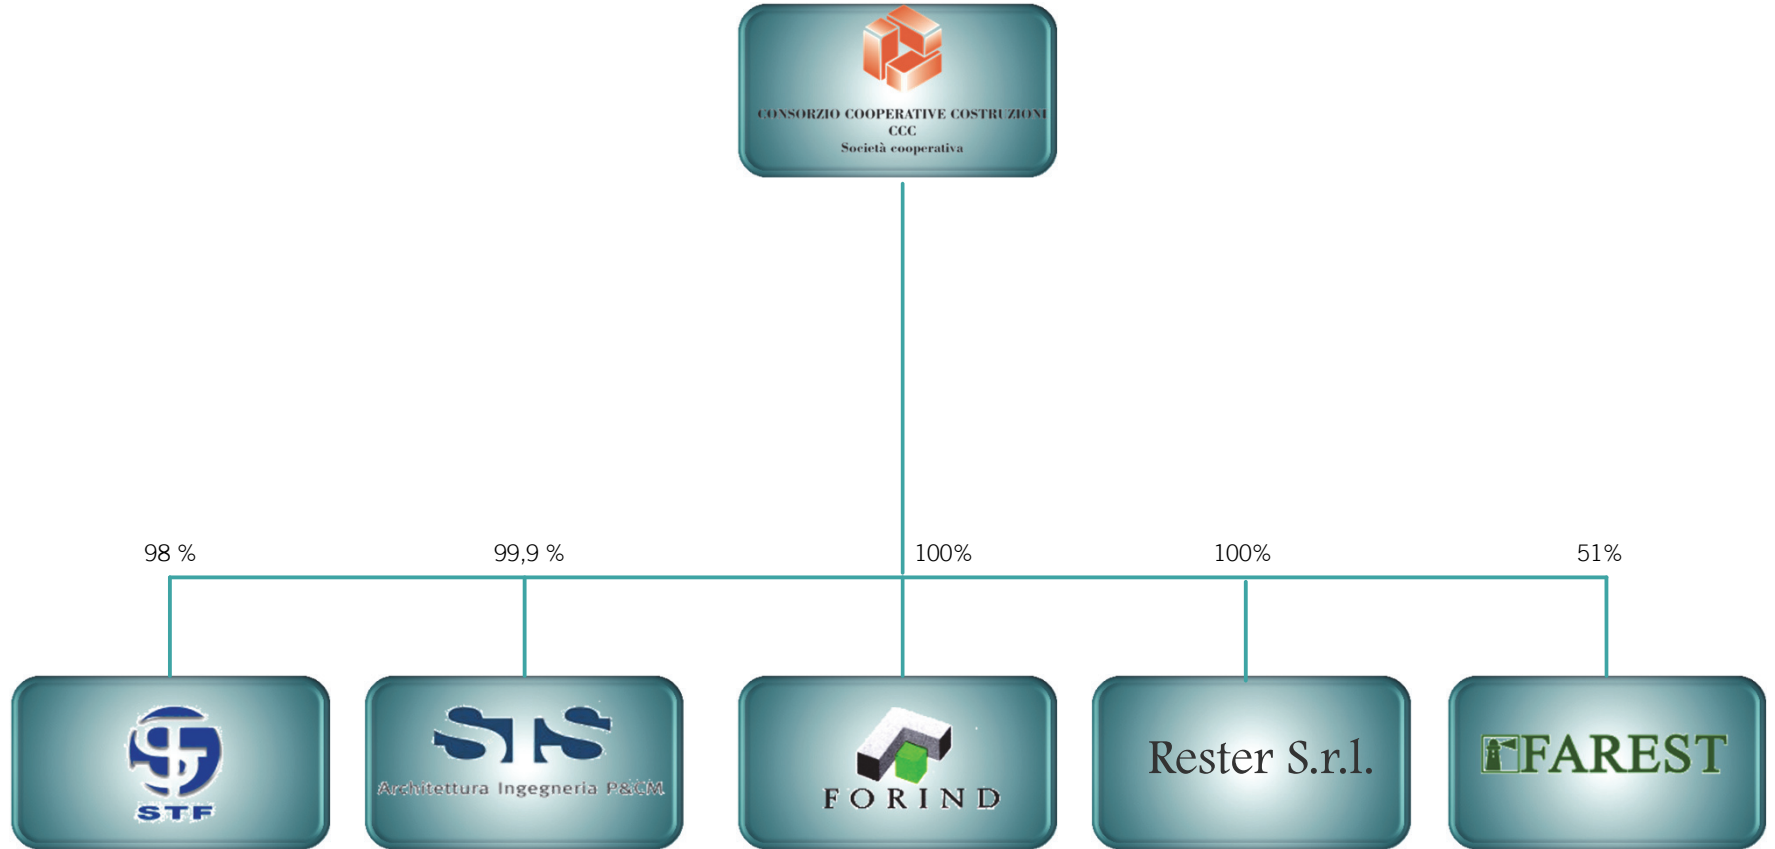 CONSORZIO COOPERATIVE COSTRUZIONI
CCC
Società cooperativa
98 %
99,9 %
100%
100%
51%
STF
STS
Architettura Ingegneria P&CM
FORIND
Rester S.r.l.
FAREST